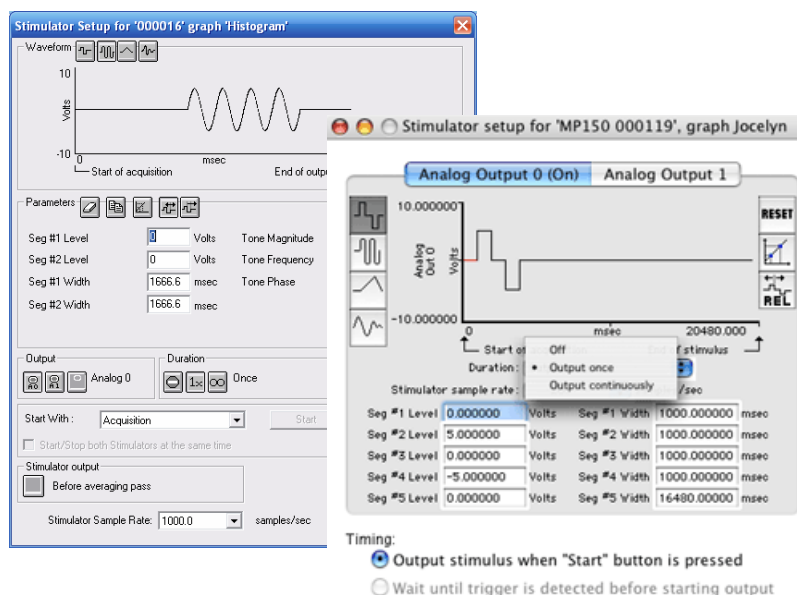 Stimulator Setup for '000016' graph 'Histogram'
Waveform
10
Volts
-10
0
msec
Start of acquisition
End of outp
Parameters
Seg #1 Level 0 Volts Tone Magnitude
Seg #2 Level 0 Volts Tone Frequency
Seg #1 Width 1666.6 msec Tone Phase
Seg #2 Width 1666.6 msec
Output
A0 A1 Analog 0
Duration
1x Once
Start With : Acquisition Start
Start/Stop both Stimulators at the same time
Stimulator output
Before averaging pass
Stimulator Sample Rate: 1000.0 samples/sec
Stimulator setup for 'MP150 000119', graph Jocelyn
Analog Output 0 (On) Analog Output 1
10.000000
Analog Out 0
Volts
-10.000000
0 msec 20480.000
RESET
REL
Start o
of stimulus
Duration:
Off
• Output once
Output continuously
Stimulator sample rate: /sec
Seg #1 Level 0.000000 Volts Seg #1 Width 1000.000000 msec
Seg #2 Level 5.000000 Volts Seg #2 Width 1000.000000 msec
Seg #3 Level 0.000000 Volts Seg #3 Width 1000.000000 msec
Seg #4 Level -5.000000 Volts Seg #4 Width 1000.000000 msec
Seg #5 Level 0.000000 Volts Seg #5 Width 16480.00000 msec
Timing:
Output stimulus when "Start" button is pressed
Wait until trigger is detected before starting output